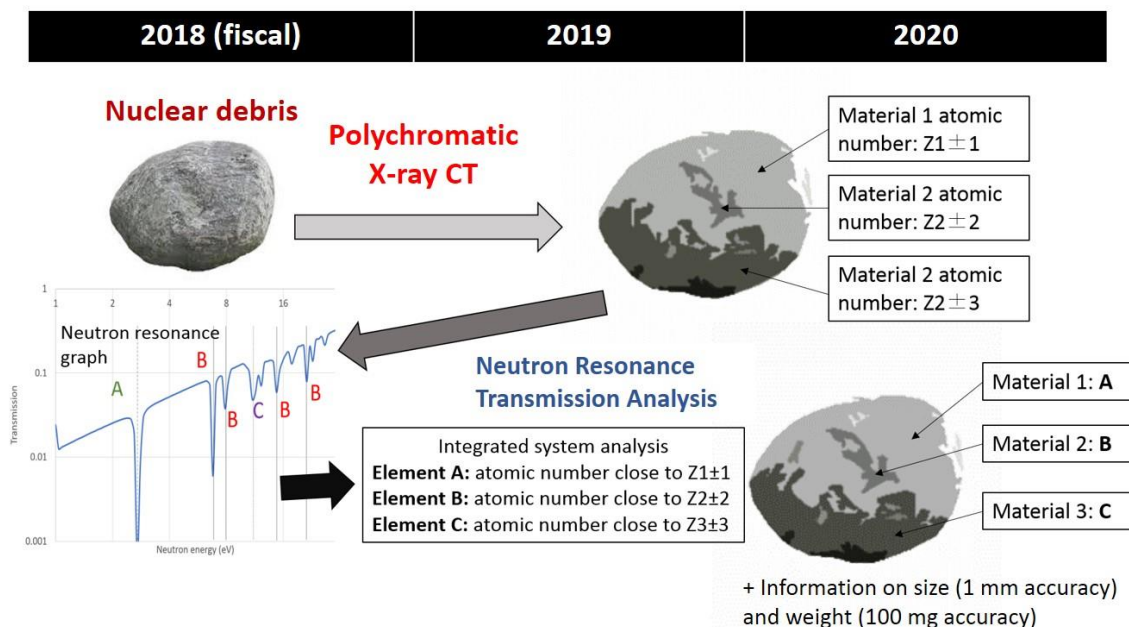 2018 (fiscal)
2019
2020
Nuclear debris
Polychromatic
X-ray CT
Material 1 atomic
number: Z1±1
Material 2 atomic
number: Z2±2
Material 2 atomic
number: Z2±3
1
1
2
4
8
16
Neutron resonance
graph
0.1
0.01
0.001
Transmission
A
B
B
C
B
B
Neutron energy (eV)
Neutron Resonance
Transmission Analysis
Integrated system analysis
Element A: atomic number close to Z1±1
Element B: atomic number close to Z2±2
Element C: atomic number close to Z3±3
Material 1: A
Material 2: B
Material 3: C
+ Information on size (1 mm accuracy)
and weight (100 mg accuracy)